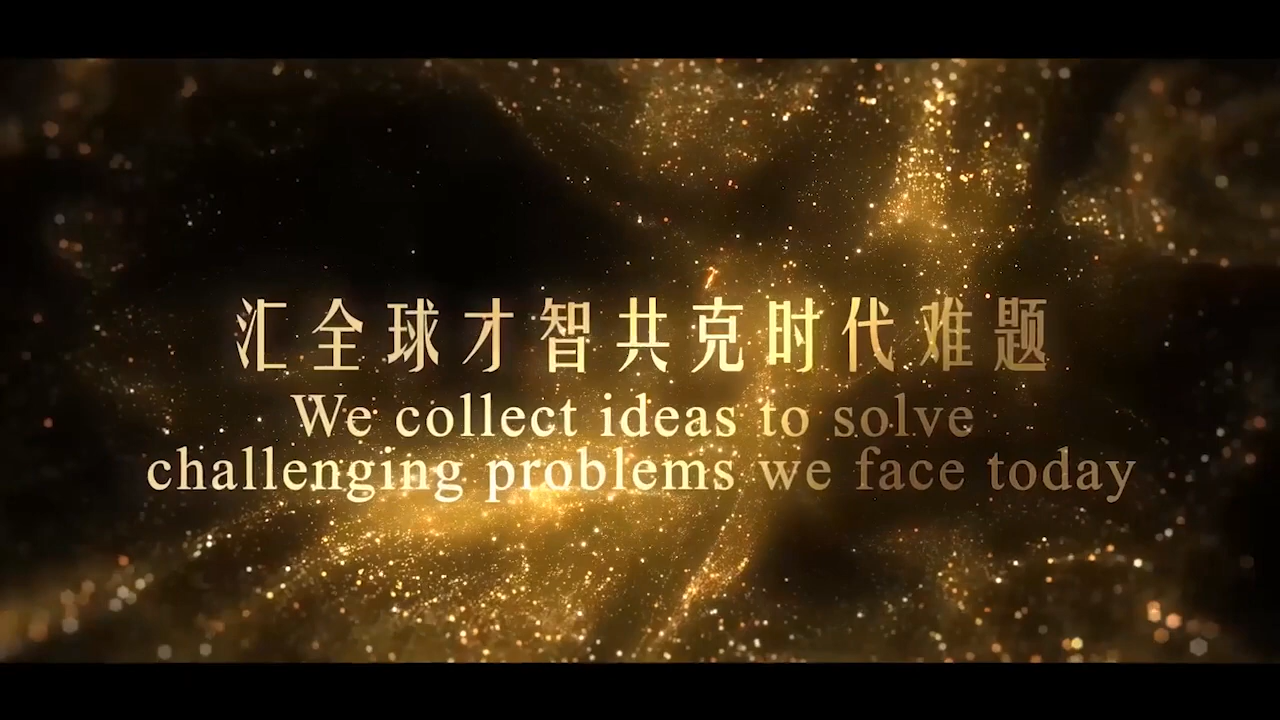 汇全球才智共克时代难题
We collect ideas to solve
challenging problems we face today